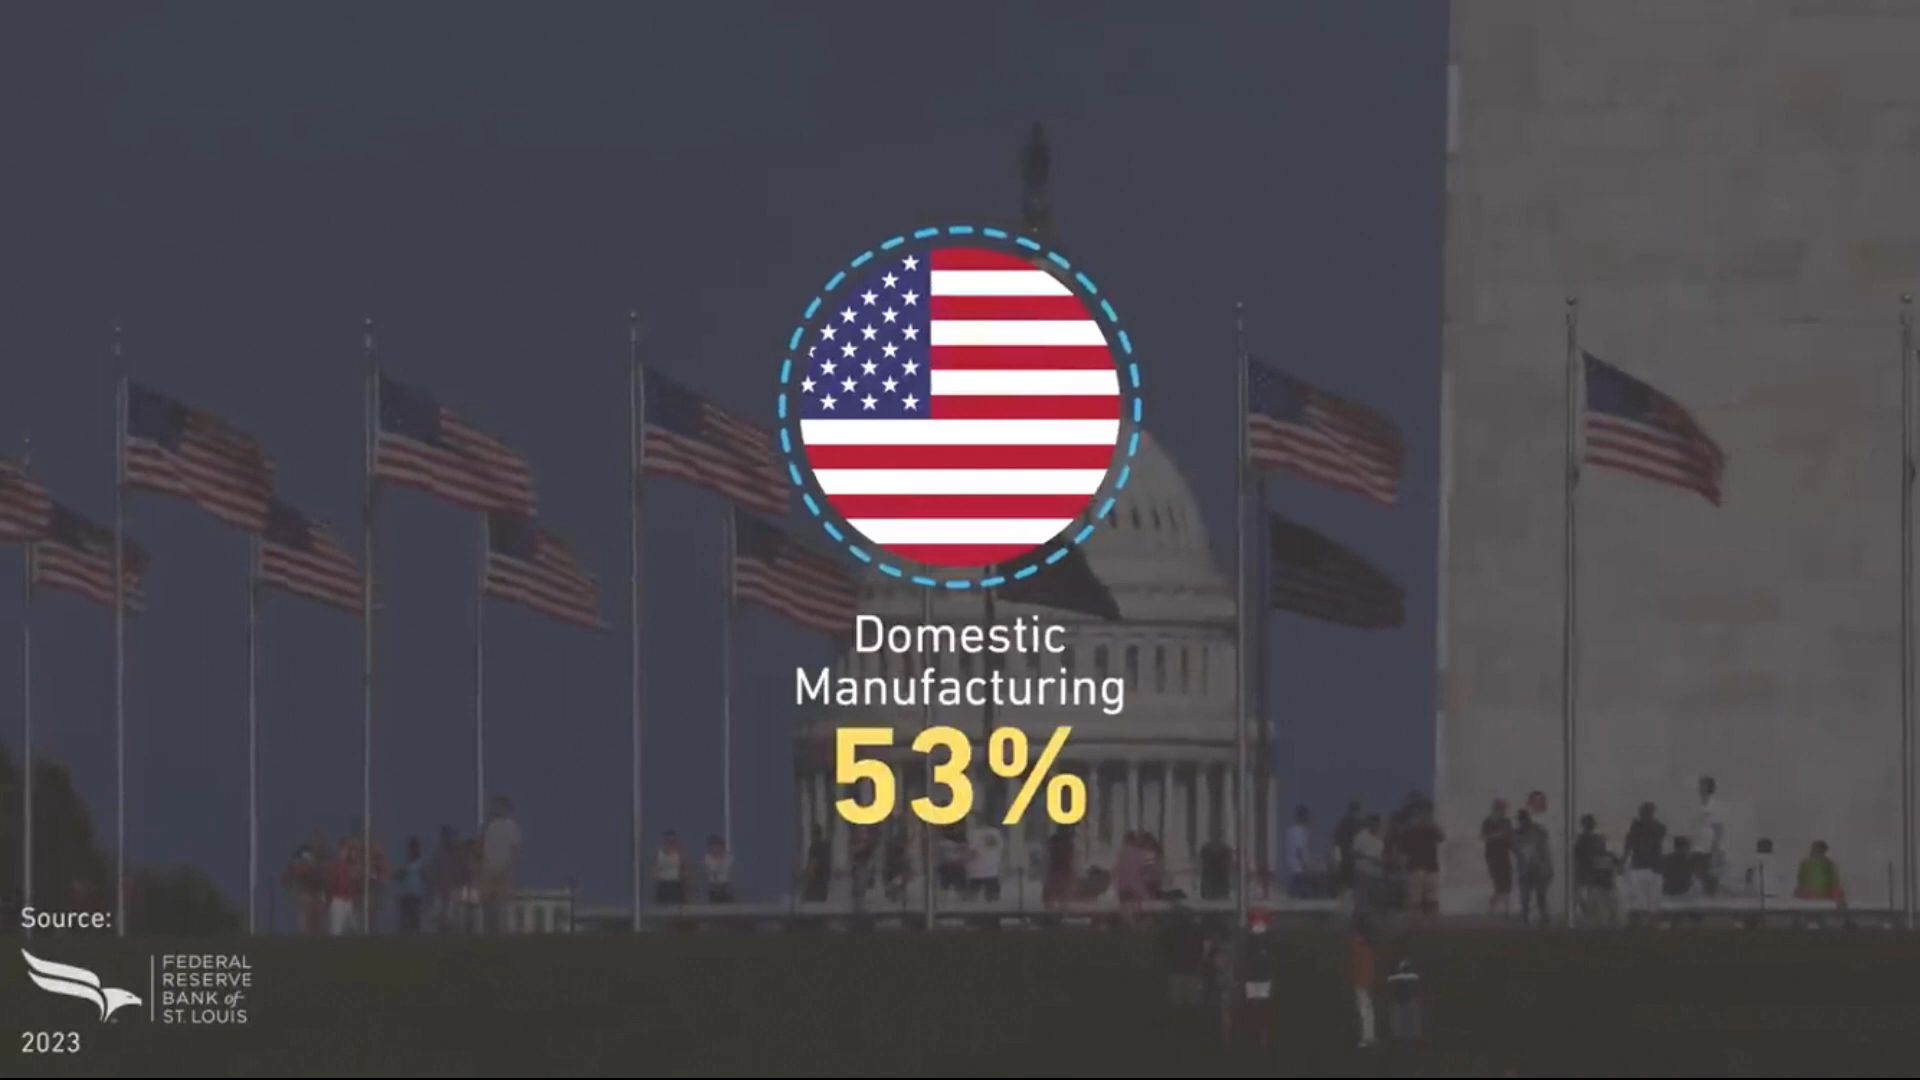 Domestic
Manufacturing
53%
Source:
FEDERAL
RESERVE
BANK of
ST. LOUIS
2023